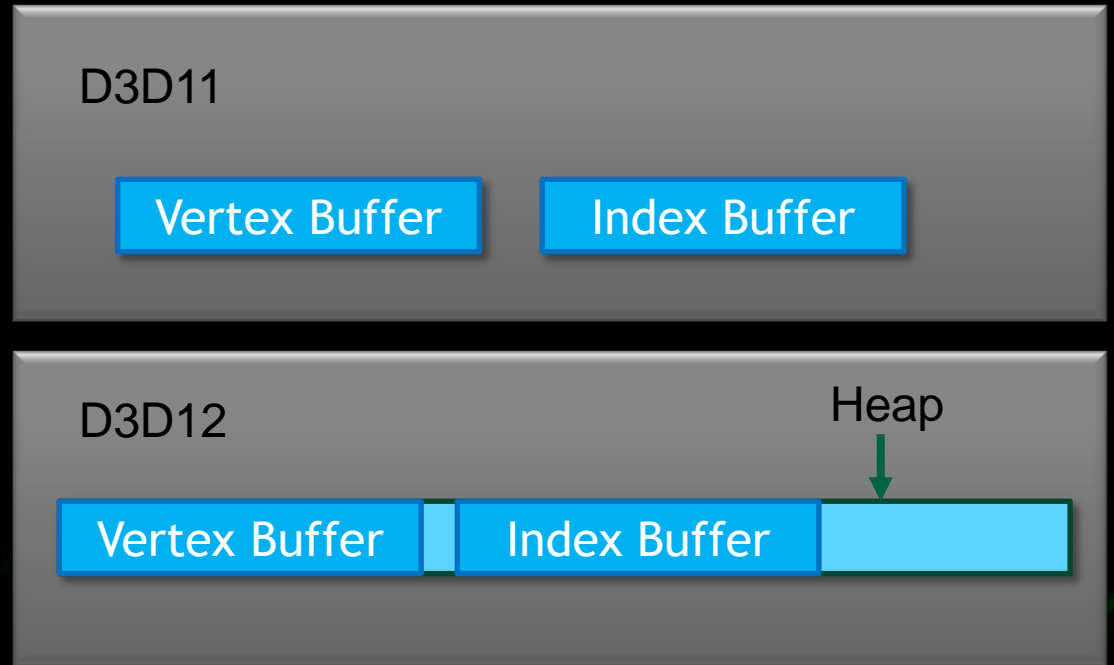 D3D11
Vertex Buffer
Index Buffer
D3D12
Heap
Vertex Buffer
Index Buffer